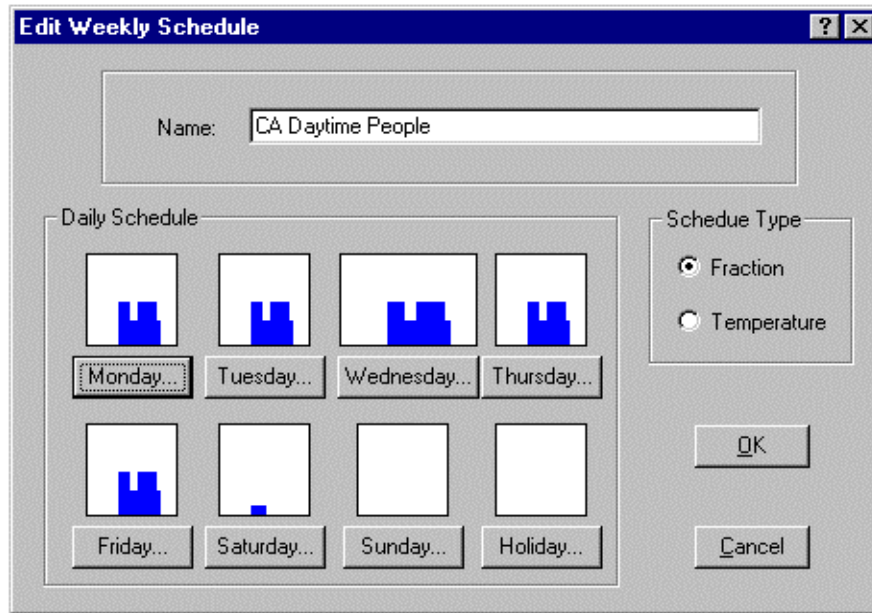 Edit Weekly Schedule
?
Name: CA Daytime People
Daily Schedule
Schedue Type
Fraction
Temperature
Monday... Tuesday... Wednesday... Thursday...
OK
Friday... Saturday... Sunday... Holiday...
Cancel